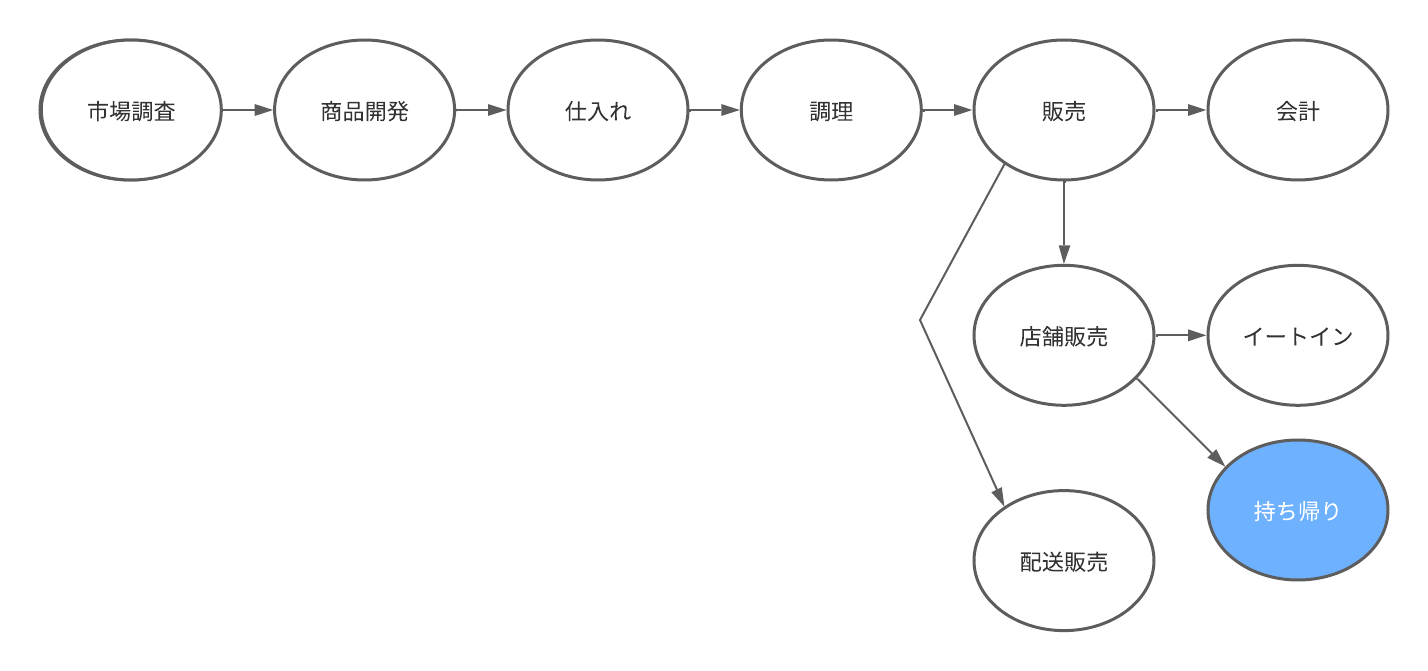 市場調査
商品開発
仕入れ
調理
販売
会計
店舗販売
イートイン
持ち帰り
配送販売